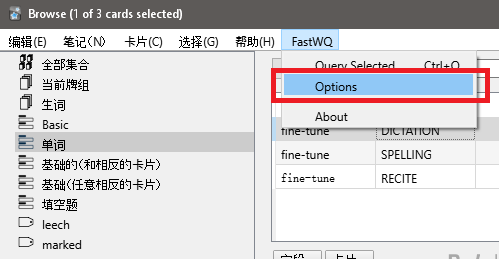 Browse (1 of 3 cards selected)
编辑(E) 笔记(N) 卡片(C) 选择(G) 帮助(H) FastWQ
全部集合
当前牌组
生词
Basic
单词
基础的(和相反的卡片)
基础(任意相反的卡片)
填空题
leech
marked
Query Selected Ctrl+Q
Options
About
fine-tune DICTATION
fine-tune SPELLING
fine-tune RECITE